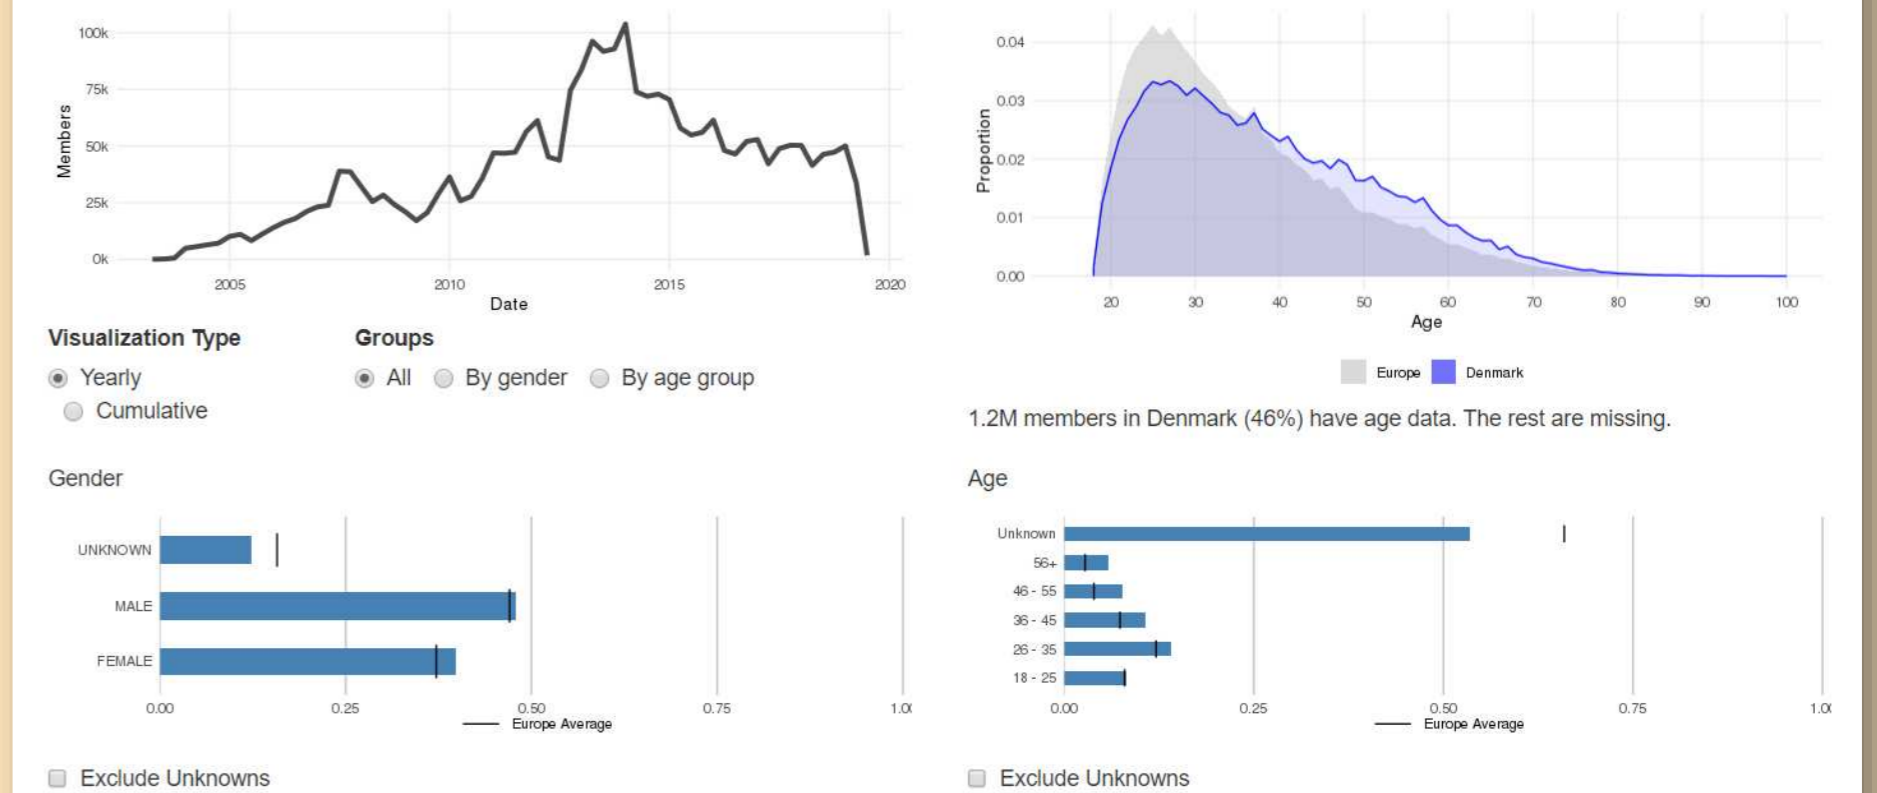 100k
75k
50k
25k
0k
Members
2005 2010 2015 2020
Date
0.04
0.03
0.02
0.01
0.00
Proportion
20 30 40 50 60 70 80 90 100
Age
Europe Denmark
Visualization Type
Yearly
Cumulative
Groups
All By gender By age group
1.2M members in Denmark (46%) have age data. The rest are missing.
Gender
UNKNOWN
MALE
FEMALE
0.00 0.25 0.50 0.75 1.0
Europe Average
Exclude Unknowns
Age
Unknown
56+
46 - 55
36 - 45
26 - 35
18 - 25
0.00 0.25 0.50 0.75 1.0
Europe Average
Exclude Unknowns